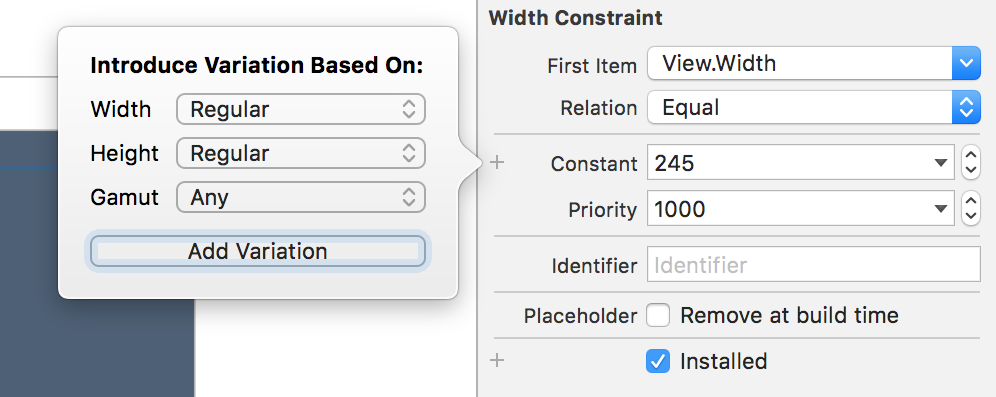 Introduce Variation Based On:
Width Regular
Height Regular
Gamut Any
Add Variation
Width Constraint
First Item View.Width
Relation Equal
+ Constant 245
Priority 1000
Identifier Identifier
Placeholder Remove at build time
+ Installed